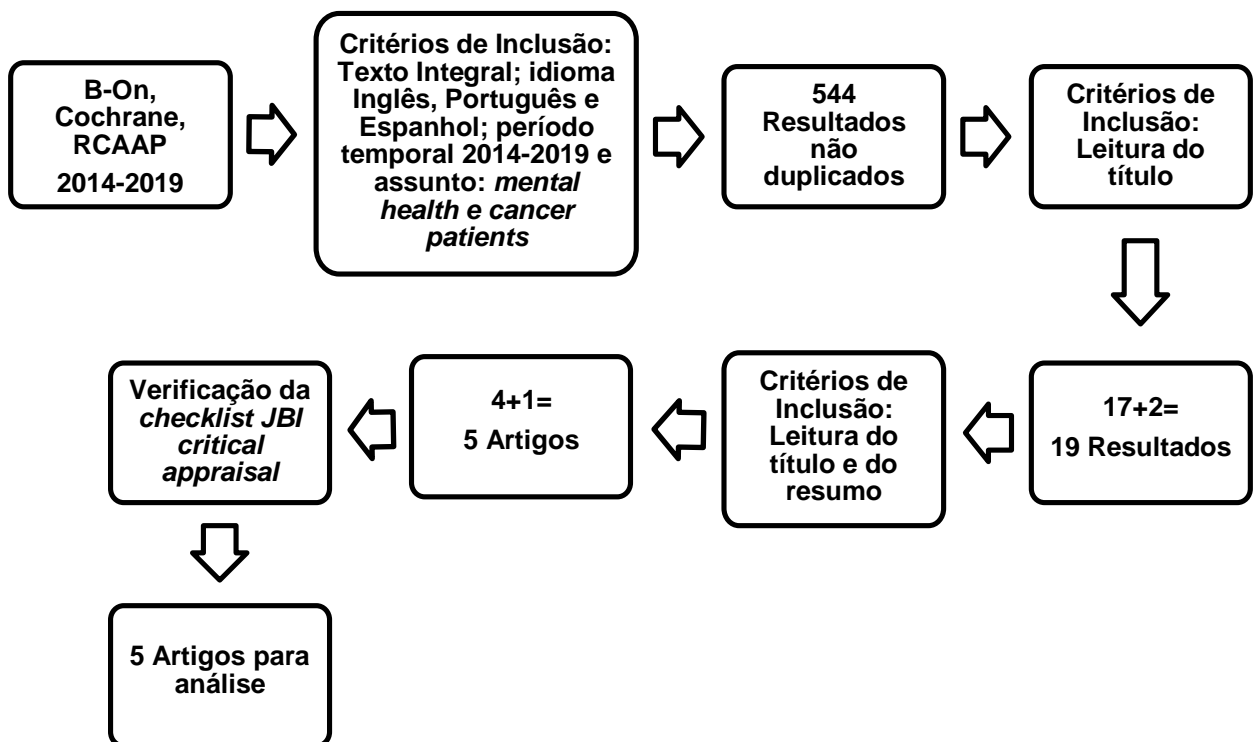 B-On,
Cochrane,
RCAAP
2014-2019
Critérios de Inclusão:
Texto Integral; idioma
Inglês, Português e
Espanhol; período
temporal 2014-2019 e
assunto: mental
health e cancer
patients
544
Resultados
não
duplicados
Critérios de
Inclusão:
Leitura do
título
17+2=
19 Resultados
Critérios de
Inclusão:
Leitura do
título e do
resumo
4+1=
5 Artigos
Verificação da
checklist JBI
critical
appraisal
5 Artigos para
análise